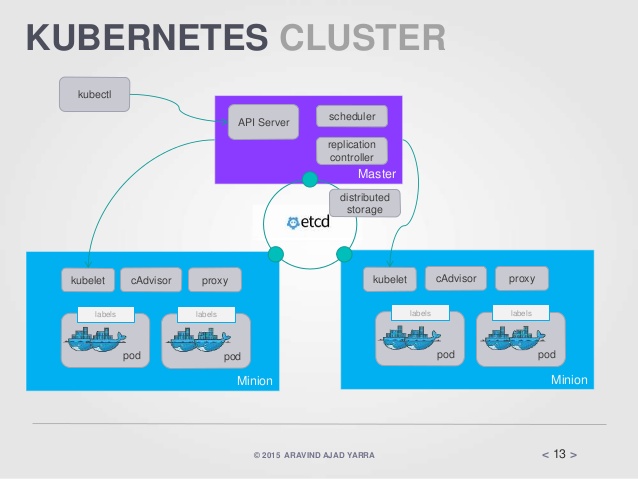 KUBERNETES CLUSTER
kubectl
API Server
scheduler
replication
controller
Master
distributed
storage
etcd
kubelet
cAdvisor
proxy
labels
labels
pod
pod
Minion
kubelet
cAdvisor
proxy
labels
labels
pod
pod
Minion
© 2015 ARAVIND AJAD YARRA
< 13 >